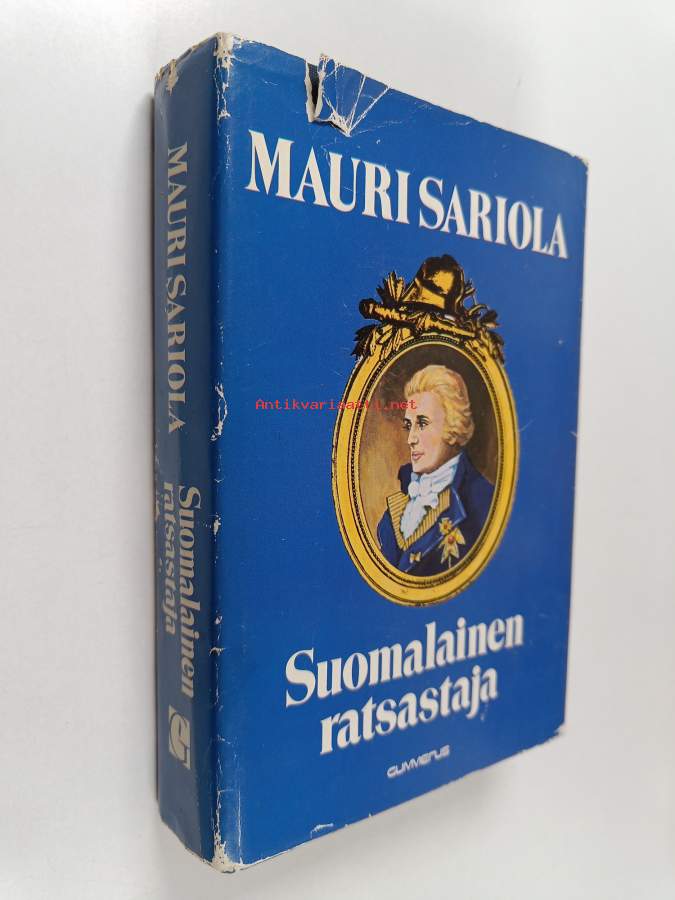 MAURI SARIOLA
Suomalainen
ratsastaja
MAURI SARIOLA
Antikvariaatti.net
Suomalainen
ratsastaja
GUMMERUS